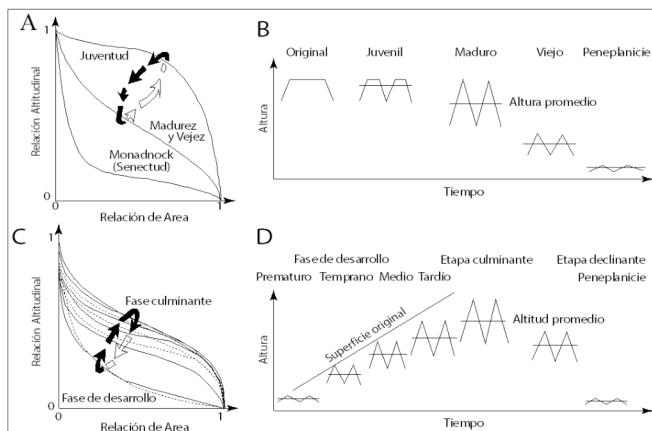 A
1
Juventud
Relación Altitudinal
Madurez
y Vejez
Monadnock
(Senectud)
0
1
Relación de Area
B
Original
Juvenil
Maduro
Viejo
Peneplanicie
Altura promedio
Altura
Tiempo
C
1
Fase culminante
Relación Altitudinal
Fase de desarrollo
0
1
Relación de Area
D
Fase de desarrollo
Etapa culminante
Etapa declinante
Prematuro
Temprano
Medio
Tardío
Peneplanicie
Superficie original
Altitud promedio
Altura
Tiempo